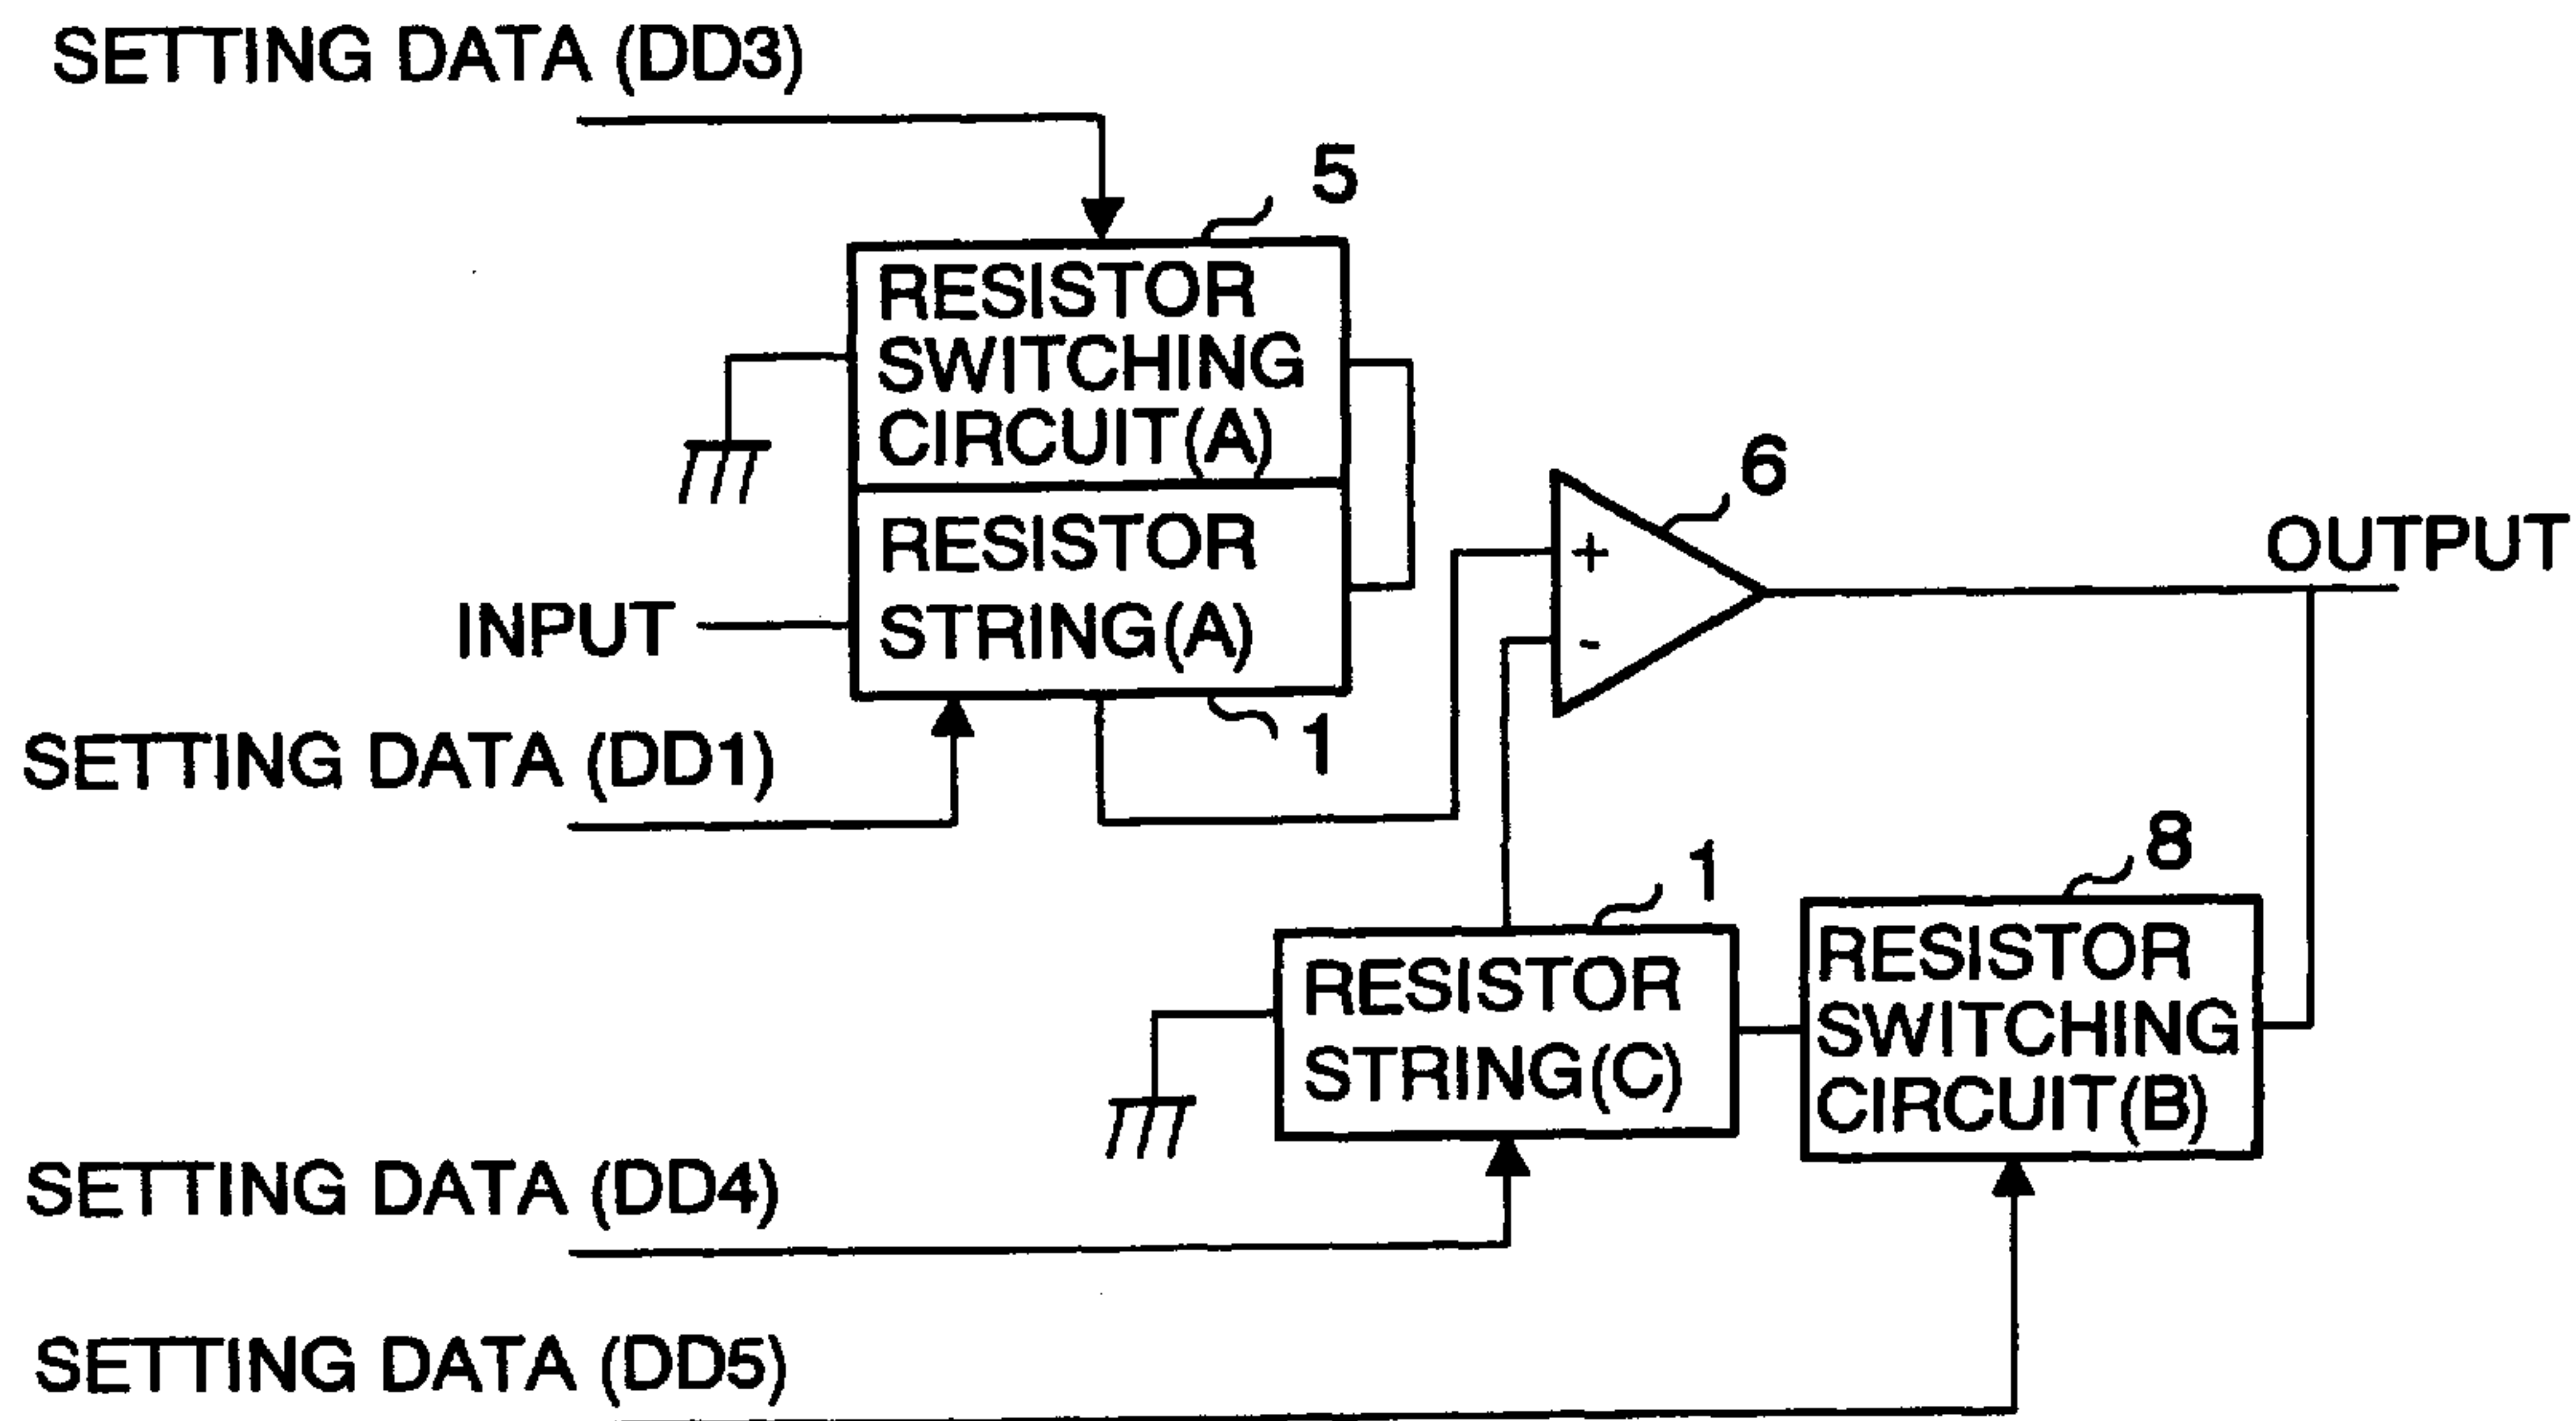 SETTING DATA (DD3)
5
RESISTOR
SWITCHING
CIRCUIT(A)
RESISTOR
STRING(A)
INPUT
1
SETTING DATA (DD1)
6
+
-
OUTPUT
1
8
RESISTOR
STRING(C)
RESISTOR
SWITCHING
CIRCUIT(B)
SETTING DATA (DD4)
SETTING DATA (DD5)